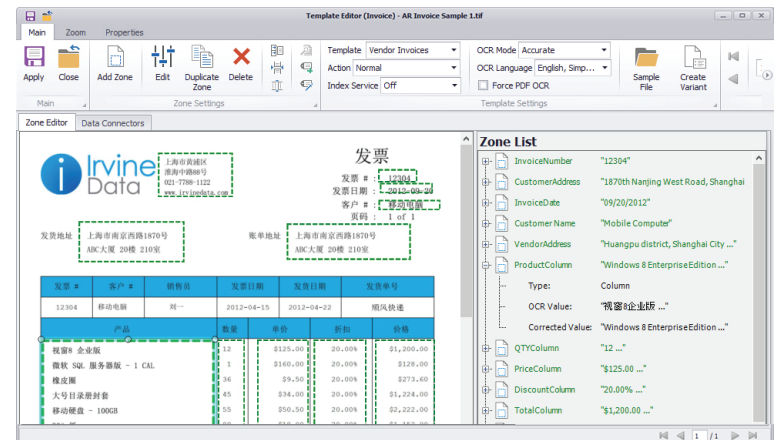 Template Editor (Invoice) - AR Invoice Sample 1.tif
Main Zoom Properties
Apply
Close
Add Zone
Edit
Duplicate Zone
Delete
Template Vendor Invoices
Action Normal
Index Service Off
OCR Mode Accurate
OCR Language English, Simp...
Force PDF OCR
Sample File
Create Variant
Main
Zone Settings
Template Settings
Zone Editor Data Connectors
Irvine Data
上海市黄浦区
淮海中路88号
021-7788-1122
www.irvinedata.com
发票
发票 # : 12304
发票日期 : 2012-09-20
客户 # : 移动电脑
页码 : 1 of 1
发货地址 上海市南京西路1870号
ABC大厦 20楼 210室
账单地址 上海市南京西路1870号
ABC大厦 20楼 210室
发票 # 客户 # 销售员 发票日期 发货日期 发货单号
12304 移动电脑 刘一 2012-04-15 2012-04-22 顺风快递
产品 数量 单价 折扣 价格
视窗8 企业版 12 $125.00 20.00% $1,200.00
微软 SQL 服务器版 - 1 CAL 1 $160.00 20.00% $128.00
橡皮圈 36 $9.50 20.00% $273.60
大号目录册封套 45 $34.00 20.00% $1,224.00
移动硬盘 - 100GB 55 $50.50 20.00% $2,222.00
Zone List
InvoiceNumber "12304"
CustomerAddress "1870th Nanjing West Road, Shanghai
InvoiceDate "09/20/2012"
Customer Name "Mobile Computer"
VendorAddress "Huangpu district, Shanghai City ..."
ProductColumn "Windows 8 EnterpriseEdition ..."
Type: Column
OCR Value: "视窗8企业版 ..."
Corrected Value: "Windows 8 EnterpriseEdition ..."
QTYColumn "12 ..."
PriceColumn "$125.00 ..."
DiscountColumn "20.00% ..."
TotalColumn "$1,200.00 ..."
1 /1